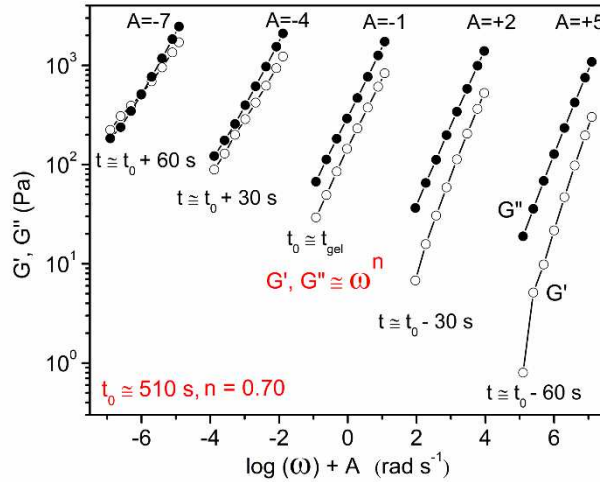 A=-7 A=-4 A=-1 A=+2 A=+5
10³
10²
10¹
10⁰
G', G'' (Pa)
t ≅ t₀ + 60 s
t ≅ t₀ + 30 s
t₀ ≅ t_gel
G', G'' ≅ ω^n
t ≅ t₀ - 30 s
G''
G'
t ≅ t₀ - 60 s
t₀ ≅ 510 s, n = 0.70
-6 -4 -2 0 2 4 6
log (ω) + A (rad s⁻¹)